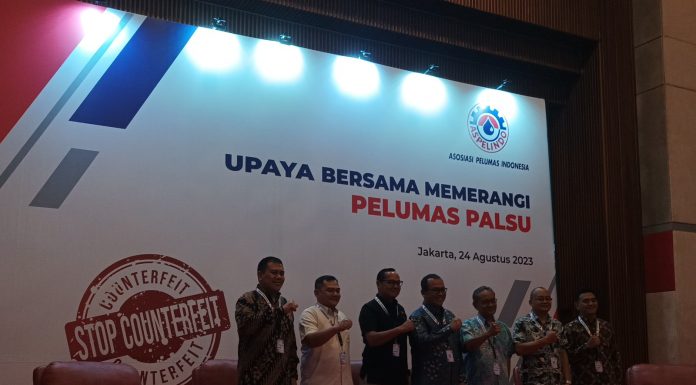 ASPELINDO
ASOSIASI PELUMAS INDONESIA
UPAYA BERSAMA MEMERANGI
PELUMAS PALSU
Jakarta, 24 Agustus 2023
COUNTERFEIT
STOP COUNTERFEIT
COUNTERFEIT